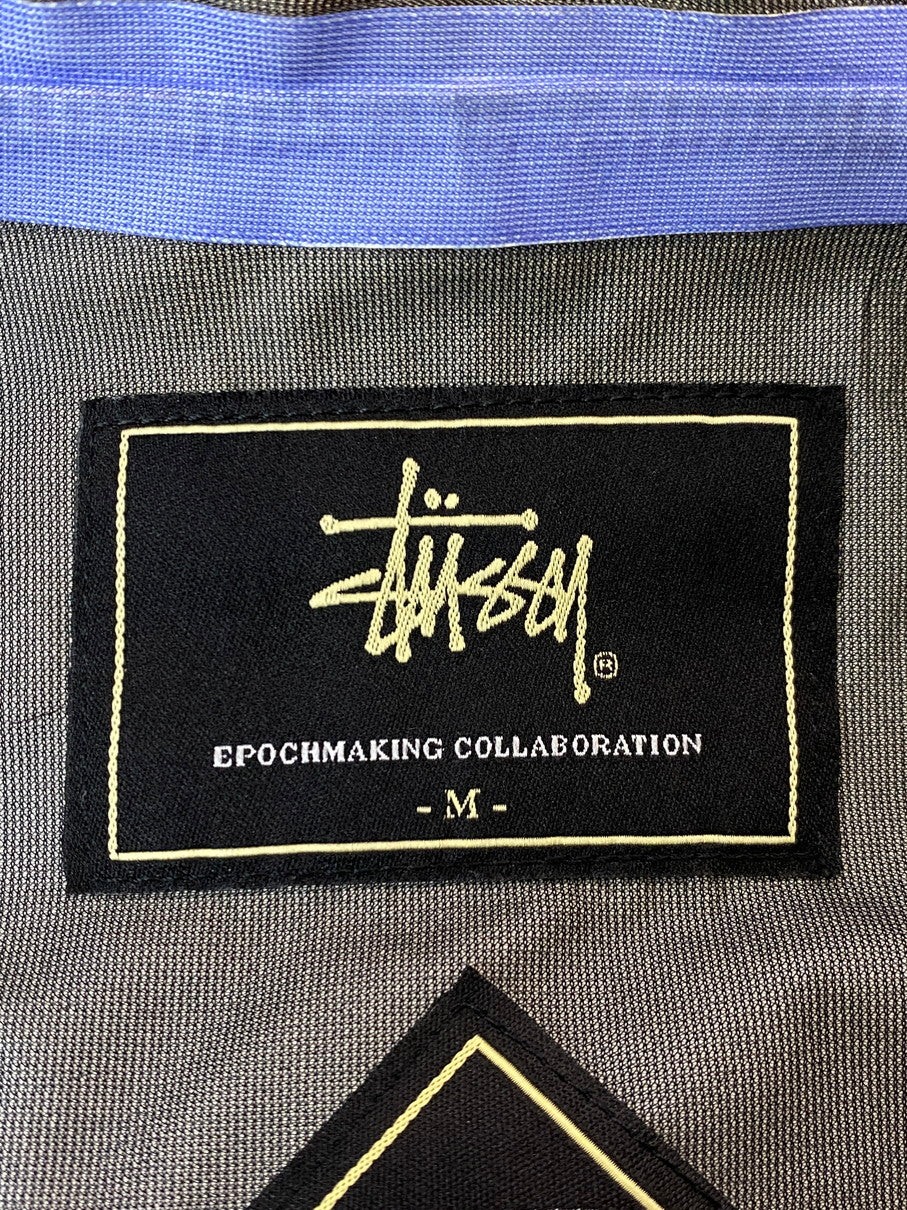 Stüssy®
EPOCHMAKING COLLABORATION
- M -